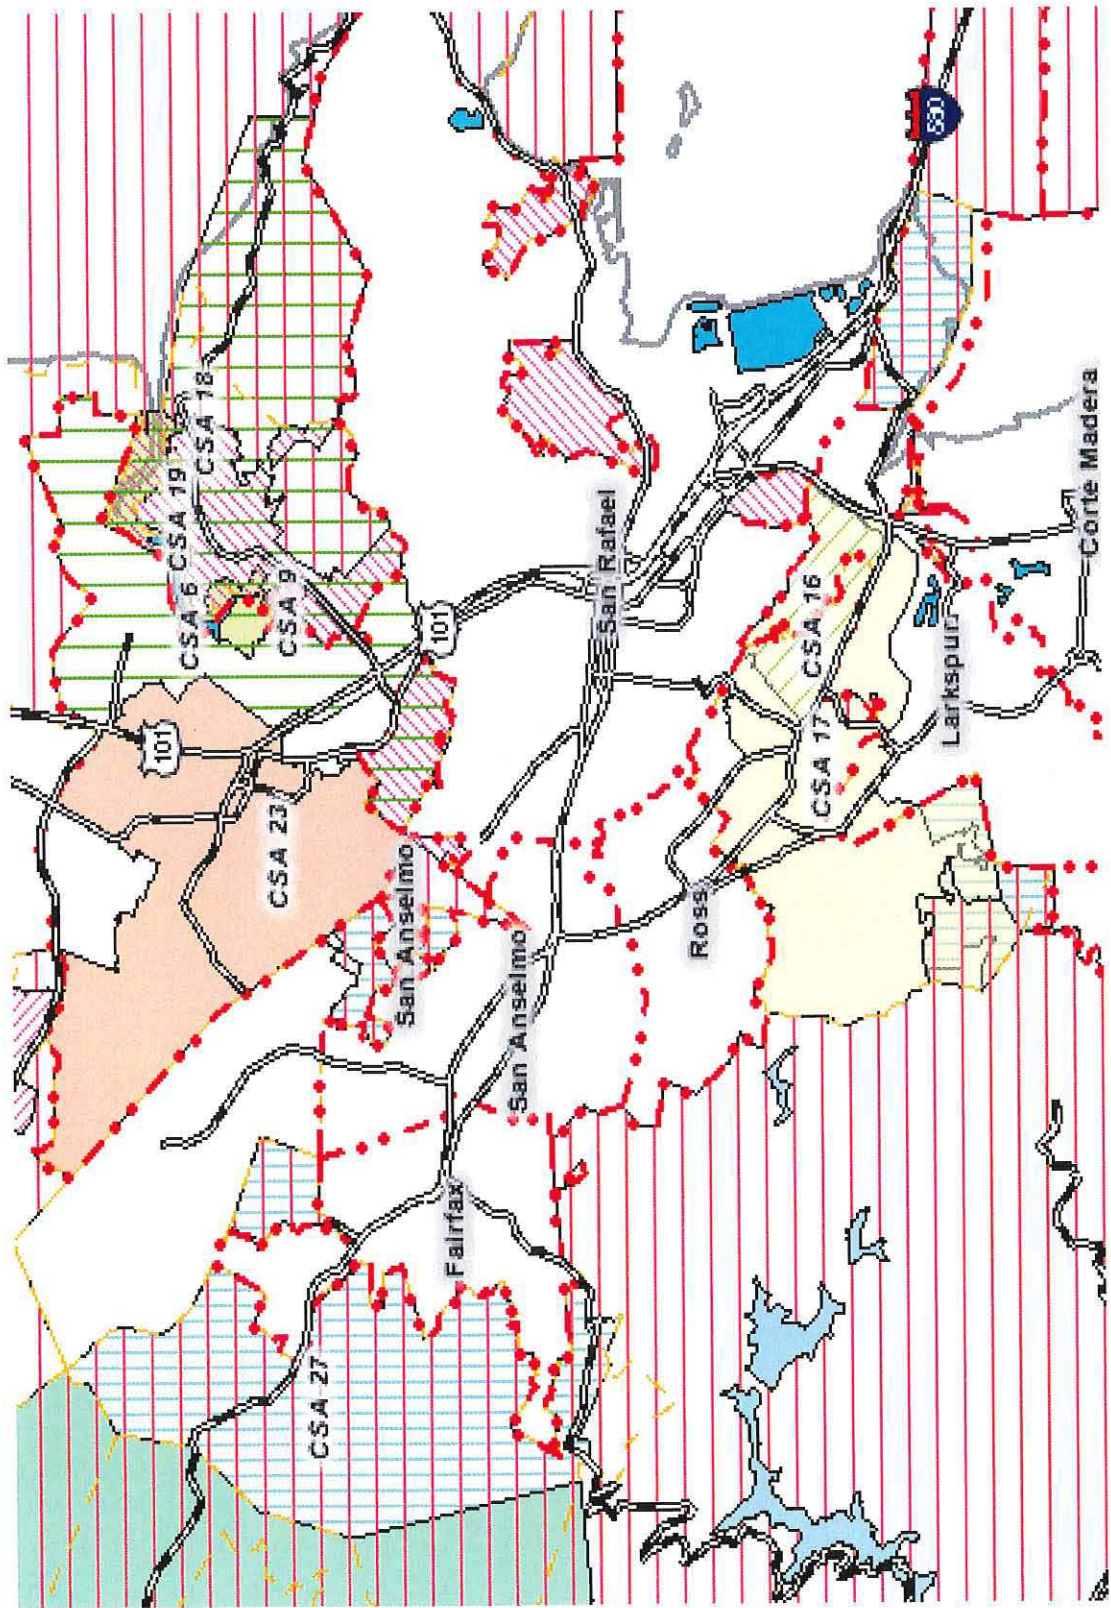 CSA 18
CSA 19
CSA 6
CSA 9
101
101
CSA 23
San Rafael
580
Corte Madera
CSA 16
CSA 17
Larkspur
San Anselmo
San Anselmo
Ross
Fairfax
CSA 27